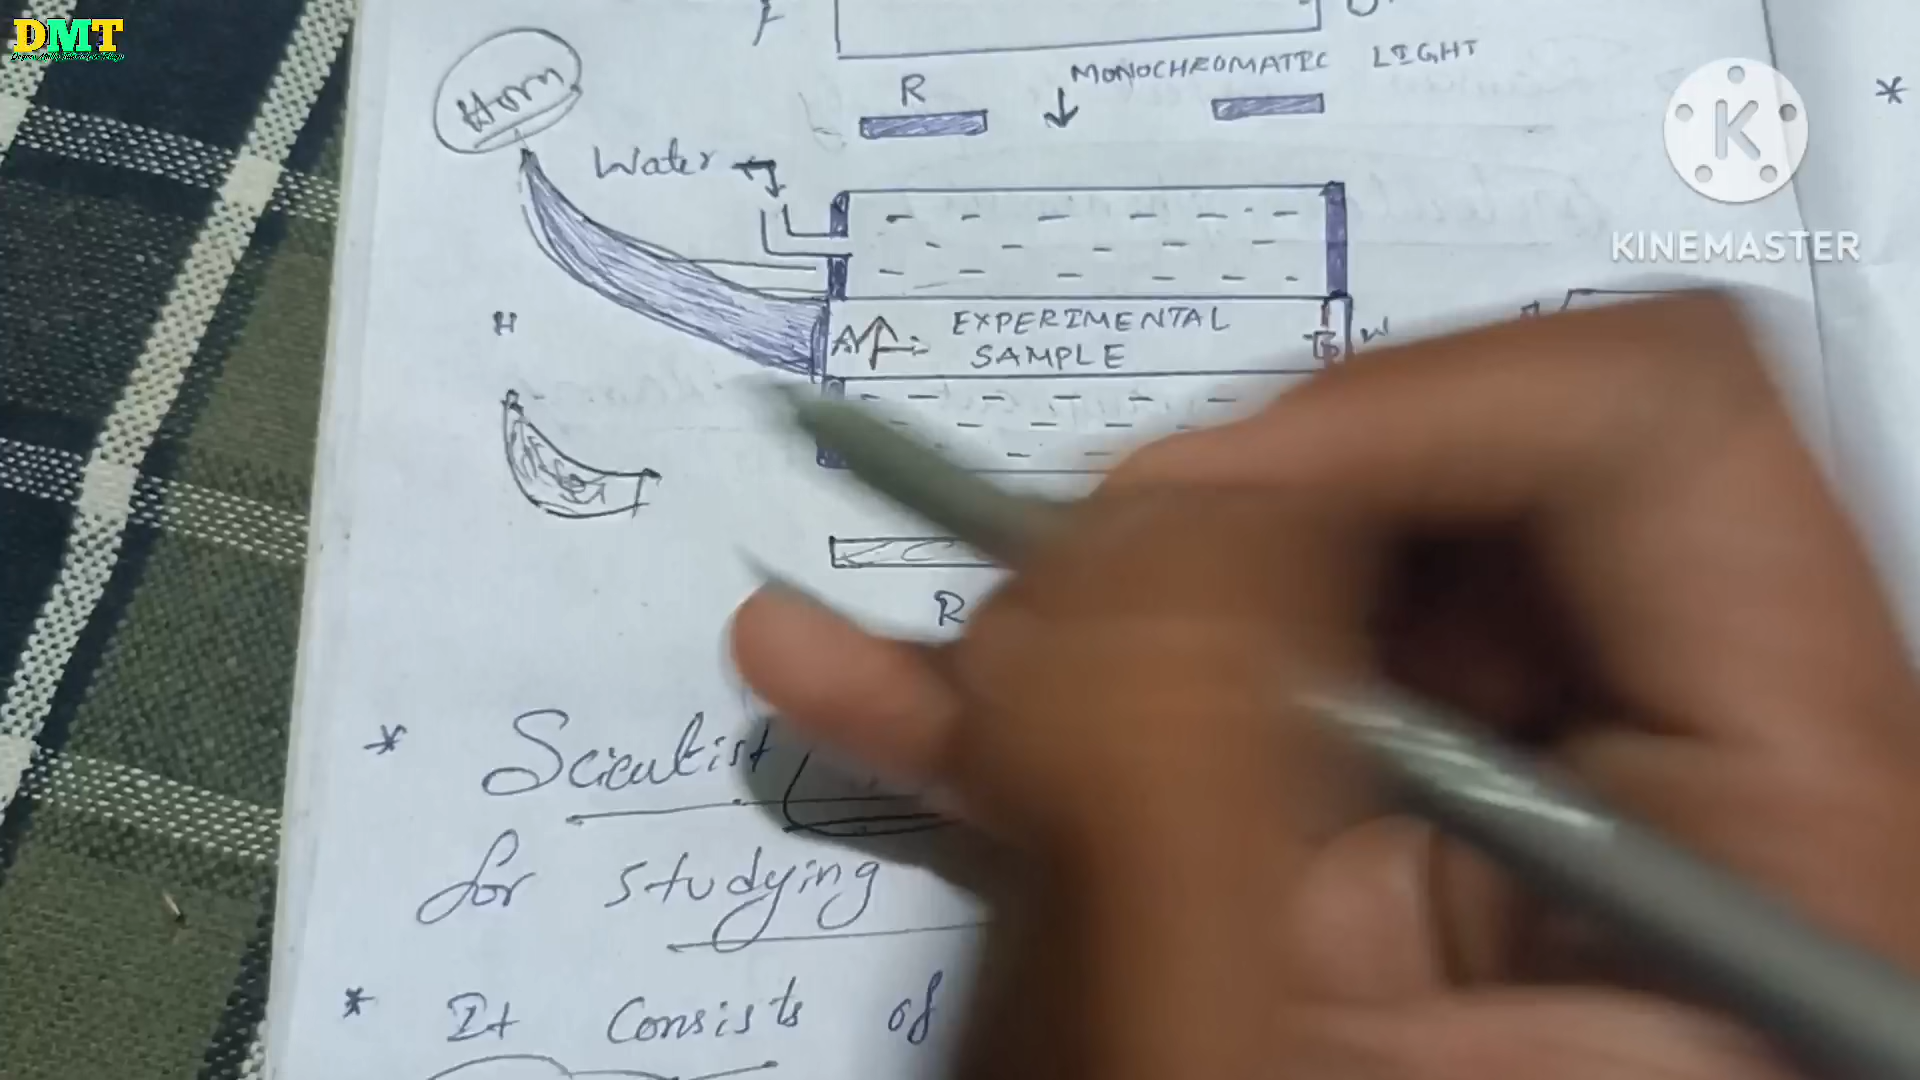 DMT
MONOCHROMATIC LIGHT
R
Horn
Water
KINEMASTER
EXPERIMENTAL
SAMPLE
H
R
* Scientist
for studying
* It Consists of